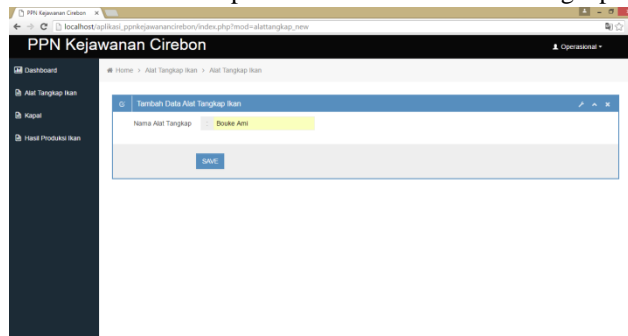 PPN Kejawanan Cirebon
localhost/aplikasi_ppnkejawanancirebon/index.php?mod=alattangkap_new
PPN Kejawanan Cirebon
Operasional
Dashboard
Home > Alat Tangkap Ikan > Alat Tangkap Ikan
Alat Tangkap Ikan
Tambah Data Alat Tangkap Ikan
Nama Alat Tangkap : Bouke Ami
Kapal
Hasil Produksi Ikan
SAVE